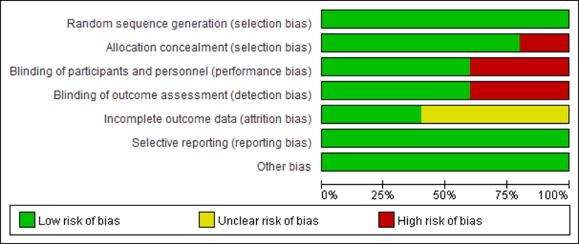 Random sequence generation (selection bias)
Allocation concealment (selection bias)
Blinding of participants and personnel (performance bias)
Blinding of outcome assessment (detection bias)
Incomplete outcome data (attrition bias)
Selective reporting (reporting bias)
Other bias
0% 25% 50% 75% 100%
Low risk of bias Unclear risk of bias High risk of bias